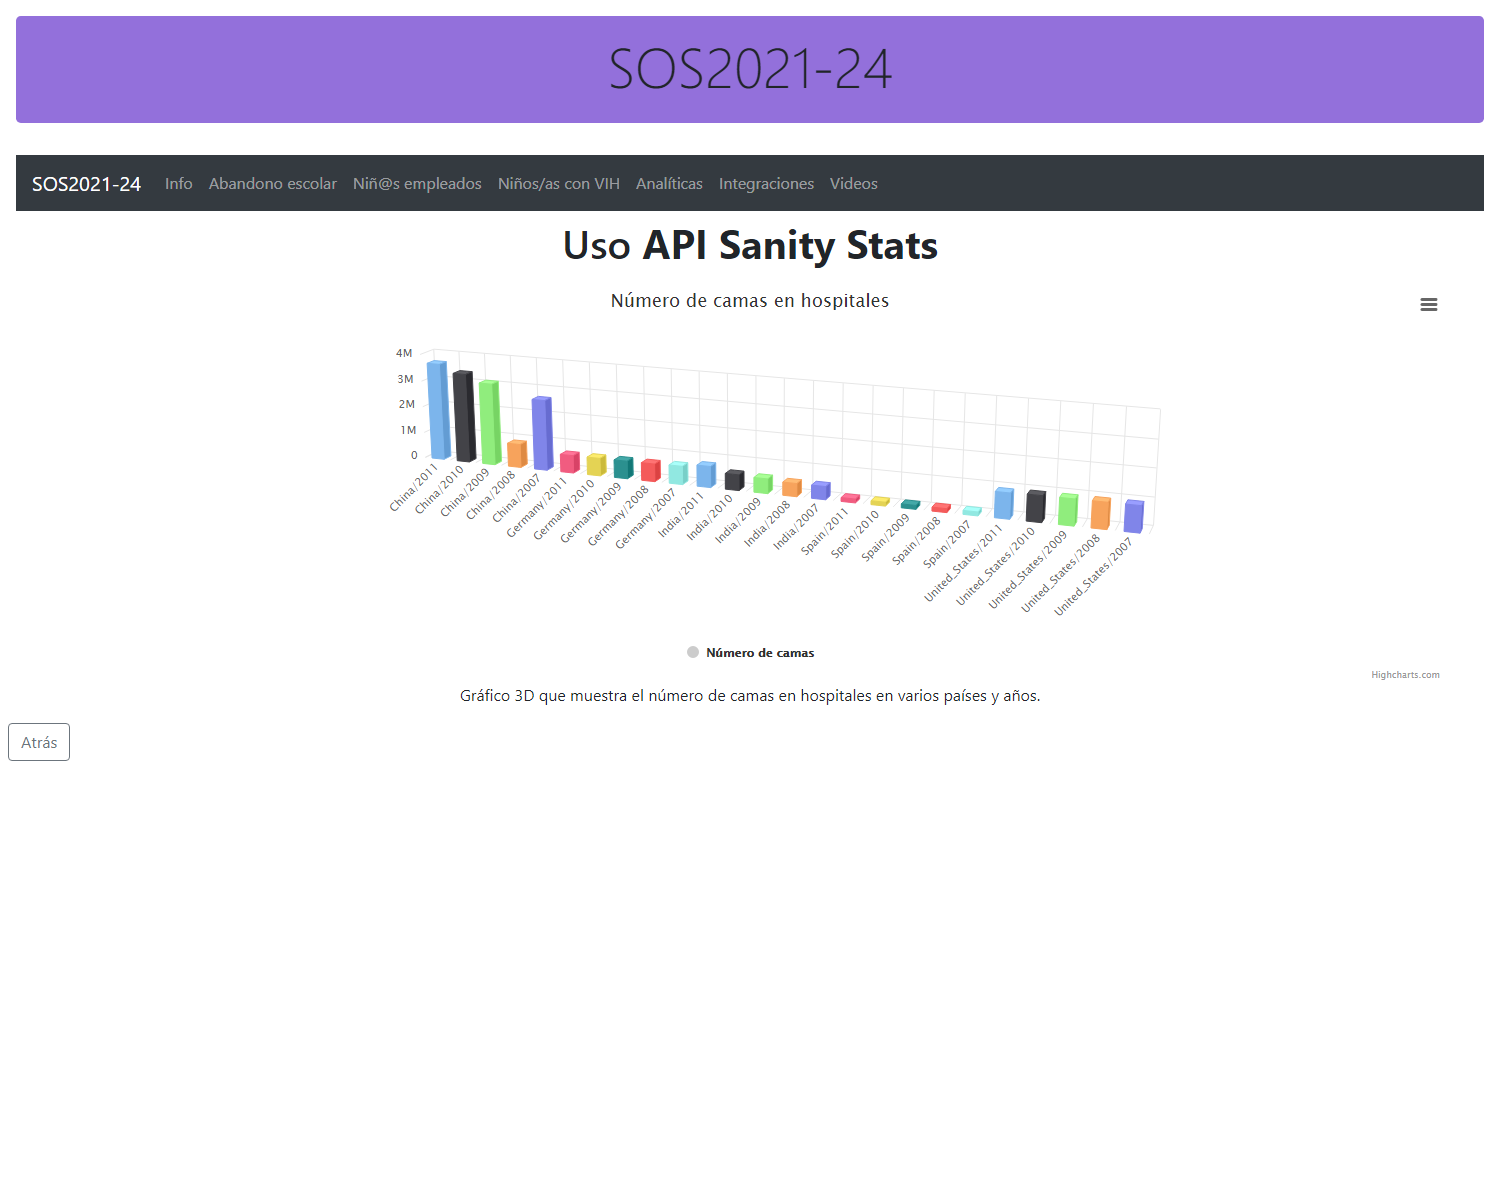 SOS2021-24
SOS2021-24 Info Abandono escolar Niñ@s empleados Niños/as con VIH Analíticas Integraciones Videos
Uso API Sanity Stats
Número de camas en hospitales
4M
3M
2M
1M
0
China/2011
China/2010
China/2009
China/2008
China/2007
Germany/2011
Germany/2010
Germany/2009
Germany/2008
Germany/2007
India/2011
India/2010
India/2009
India/2008
India/2007
Spain/2011
Spain/2010
Spain/2009
Spain/2008
Spain/2007
United_States/2011
United_States/2010
United_States/2009
United_States/2008
United_States/2007
Número de camas
Highcharts.com
Gráfico 3D que muestra el número de camas en hospitales en varios países y años.
Atrás